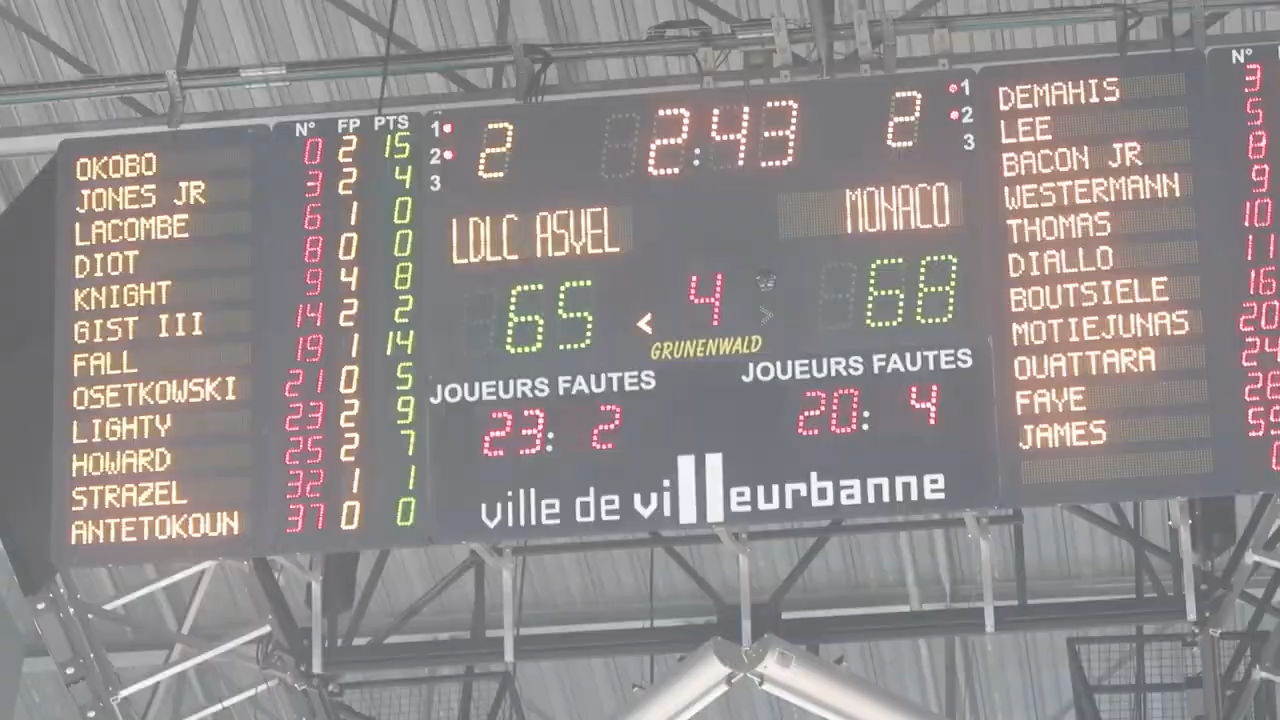 N° FP PTS
OKOBO 0 2 15
JONES JR 3 2 4
LACOMBE 6 1 0
DIOT 8 0 0
KNIGHT 9 4 8
GIST III 14 2 2
FALL 19 1 14
OSETKOWSKI 21 0 5
LIGHTY 23 2 9
HOWARD 25 2 7
STRAZEL 32 1 1
ANTETOKOUN 37 0 0
1 2 2:43 2 1
2 2
3 3
LDLC ASVEL MONACO
65 < 4 > 68
GRUNENWALD
JOUEURS FAUTES JOUEURS FAUTES
23: 2 20: 4
ville de villeurbanne
N°
DEMAHIS 3
LEE 5
BACON JR 8
WESTERMANN 9
THOMAS 10
DIALLO 11
BOUTSIELE 16
MOTIEJUNAS 20
OUATTARA 24
FAYE 28
JAMES 55